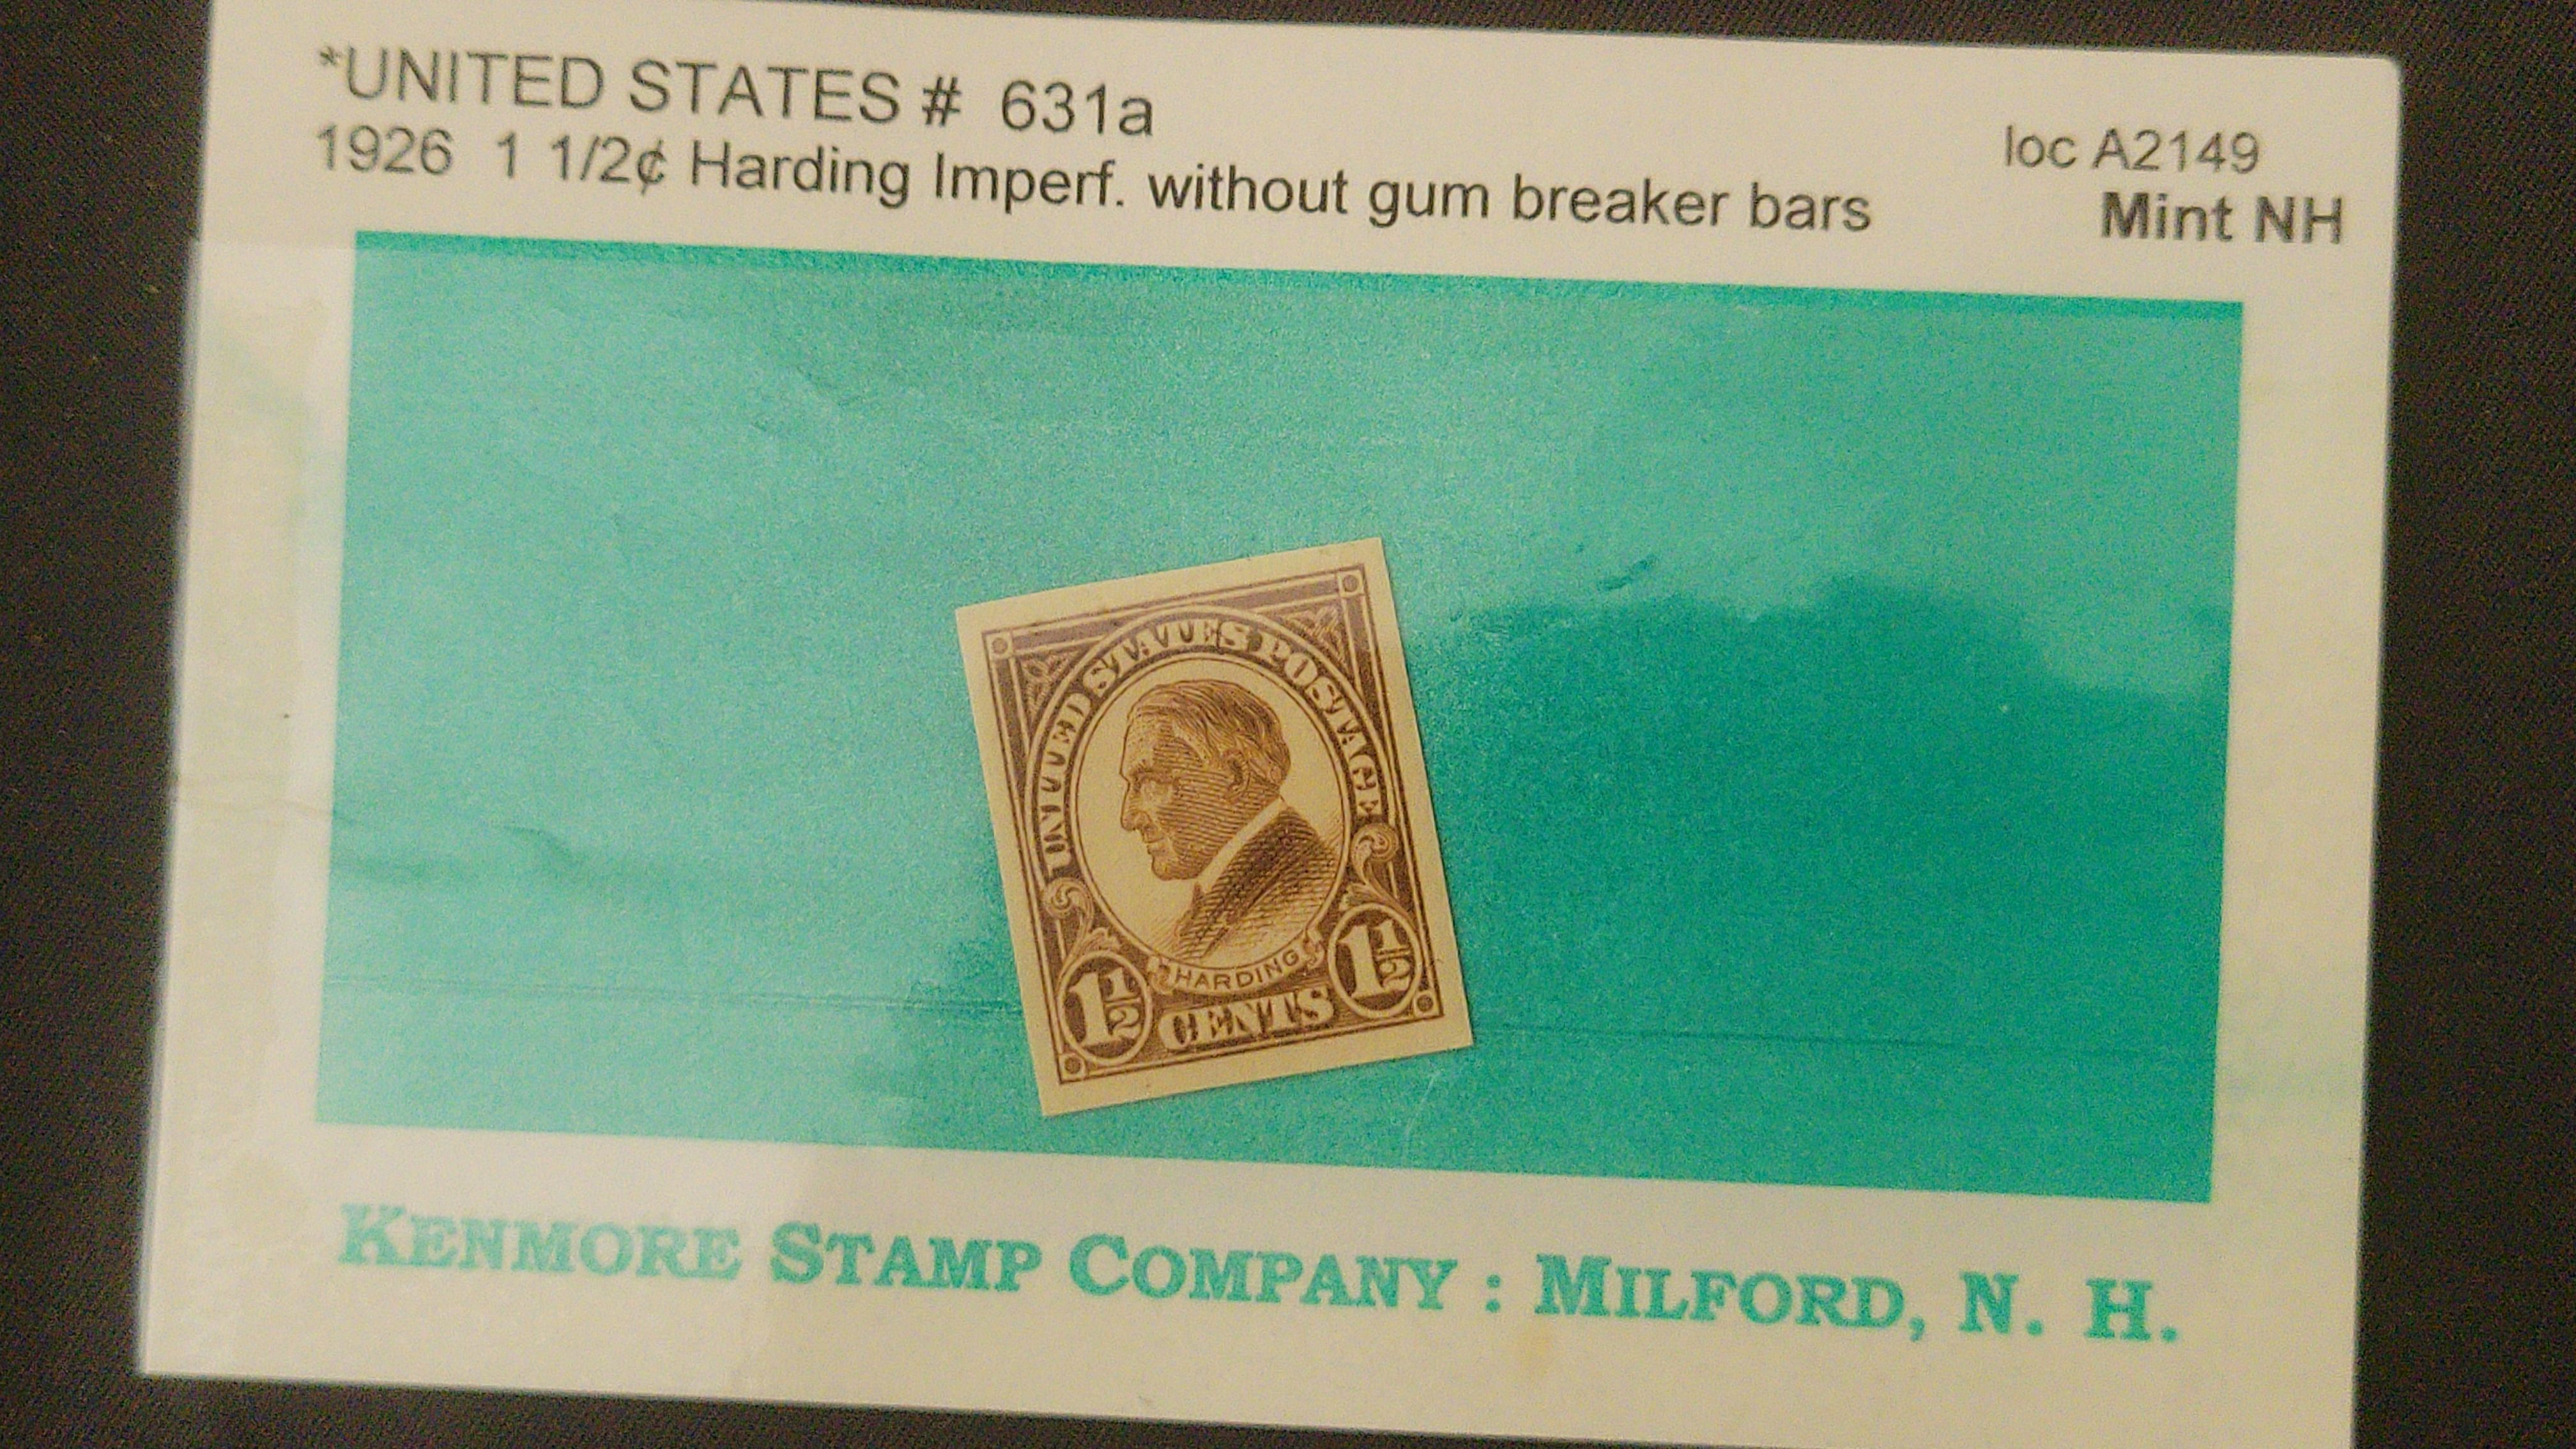 *UNITED STATES # 631a
1926 1 1/2¢ Harding Imperf. without gum breaker bars
loc A2149
Mint NH
UNITED STATES POSTAGE
HARDING
1½ CENTS 1½
KENMORE STAMP COMPANY : MILFORD, N. H.